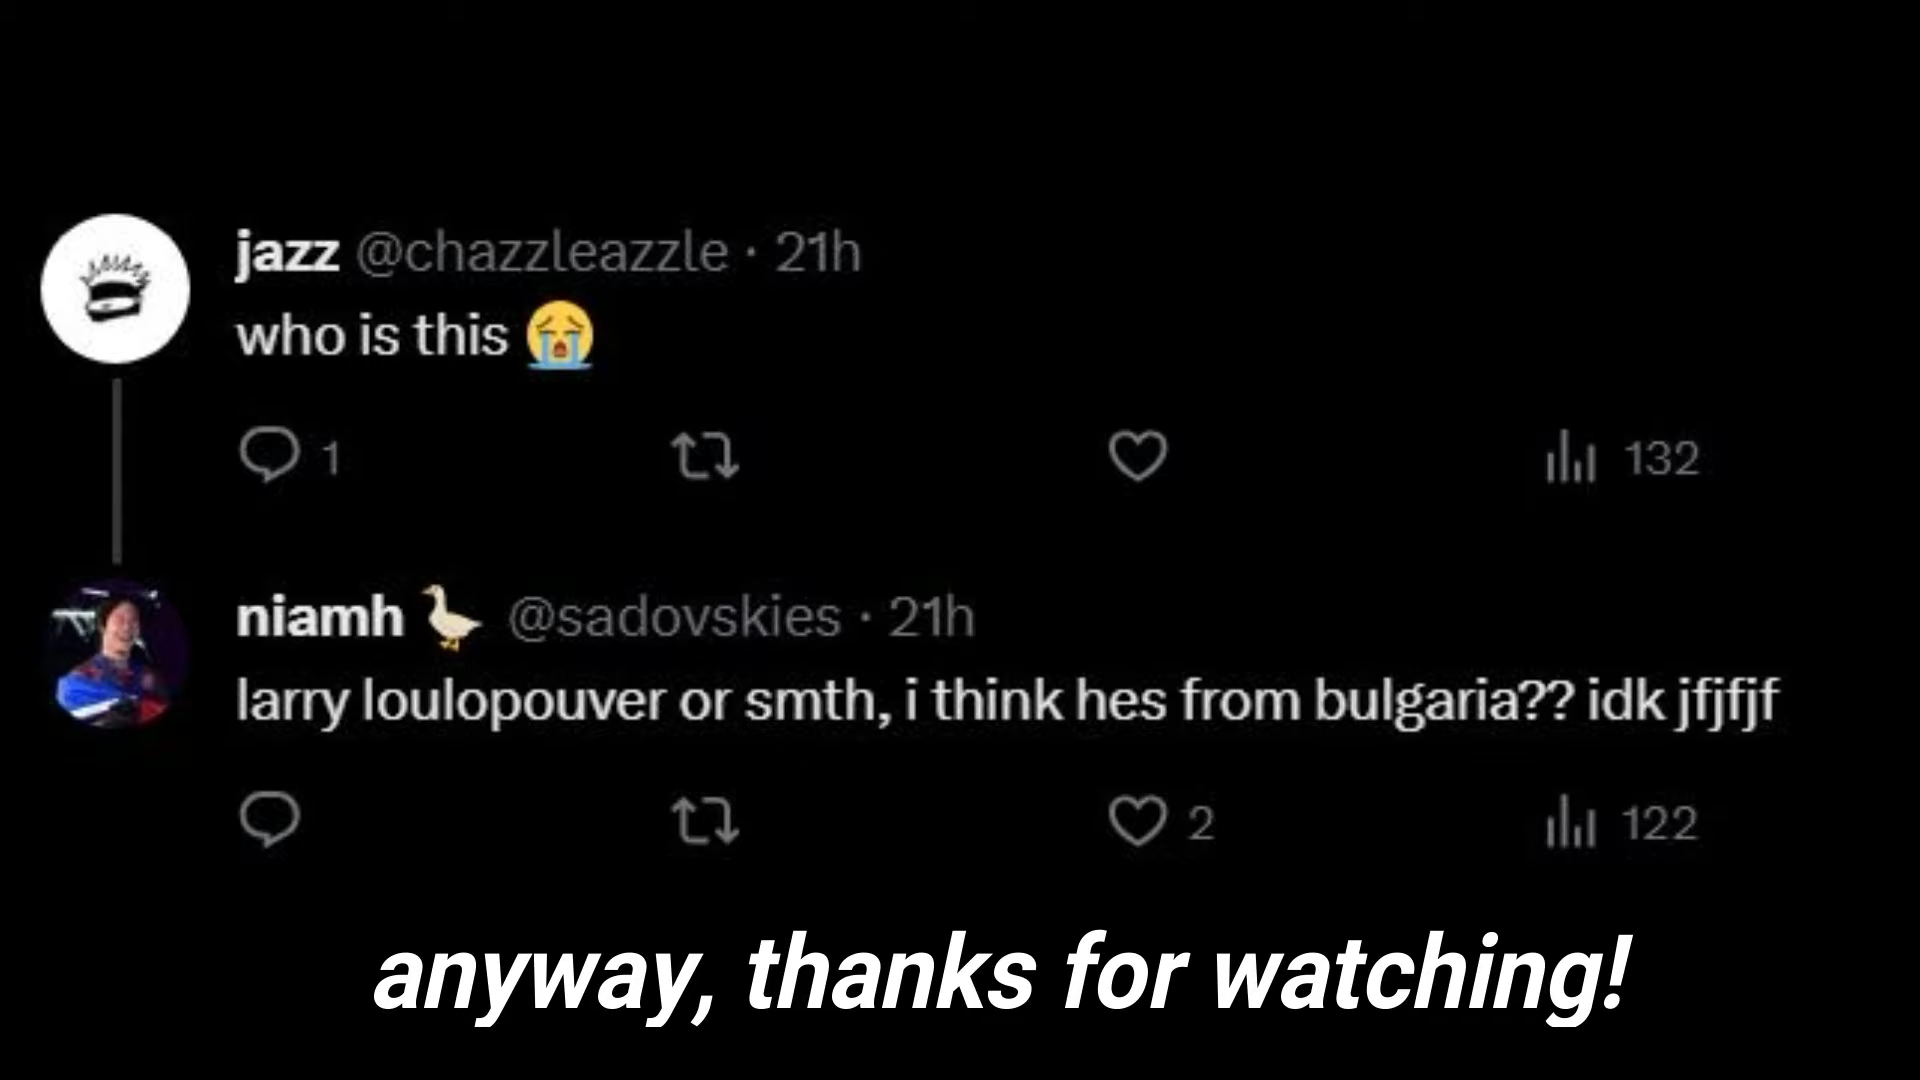 jazz @chazzleazzle · 21h
who is this 😭
1 132
niamh 🪿 @sadovskies · 21h
larry loulopouver or smth, i think hes from bulgaria?? idk jfjfjf
2 122
anyway, thanks for watching!